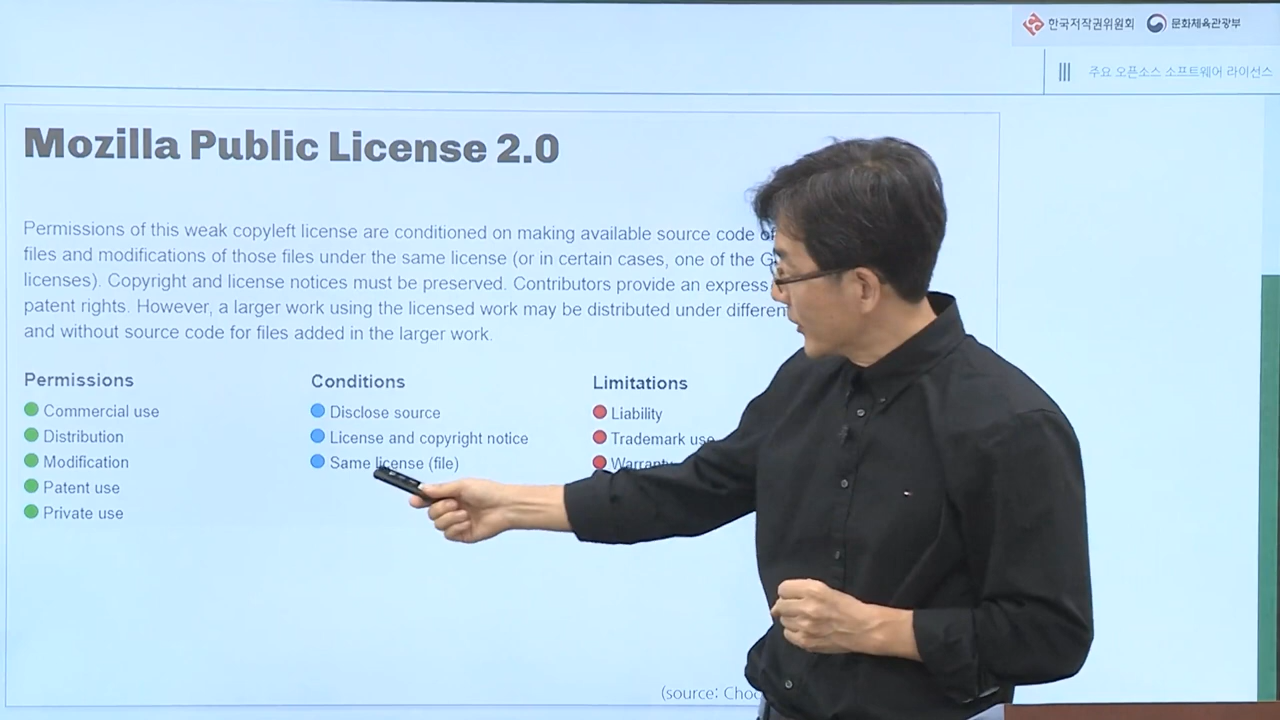 한국저작권위원회 문화체육관광부
주요 오픈소스 소프트웨어 라이선스
Mozilla Public License 2.0
Permissions of this weak copyleft license are conditioned on making available source code of
files and modifications of those files under the same license (or in certain cases, one of the
licenses). Copyright and license notices must be preserved. Contributors provide an express
patent rights. However, a larger work using the licensed work may be distributed under
and without source code for files added in the larger work.
Permissions Conditions Limitations
Commercial use Disclose source Liability
Distribution License and copyright notice Trademark use
Modification Same license (file) Warranty
Patent use
Private use
(source: